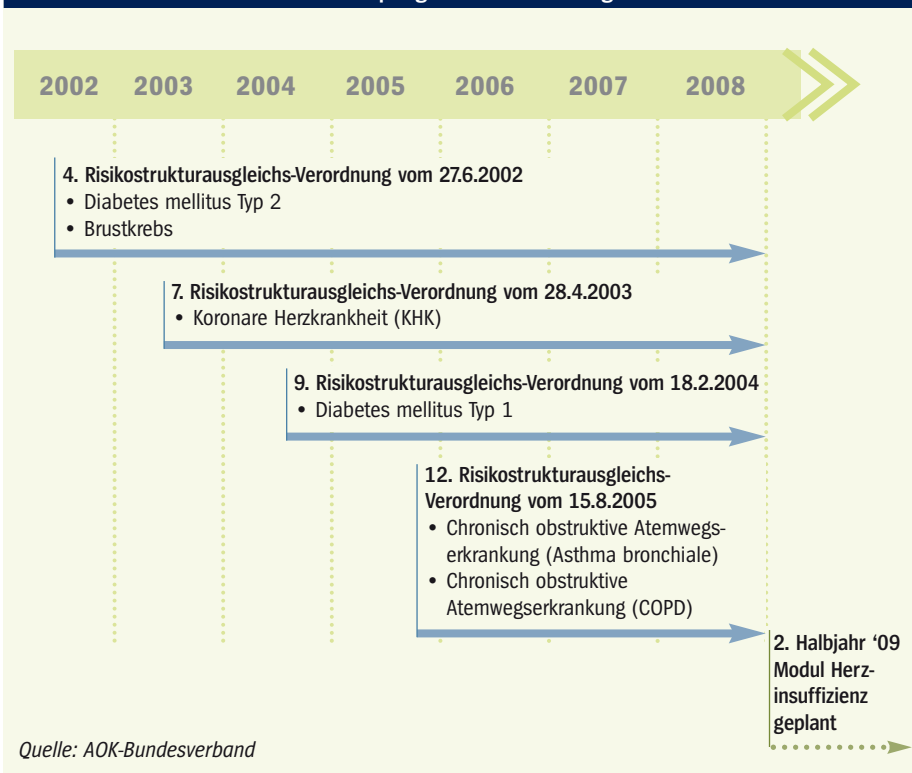 2002 2003 2004 2005 2006 2007 2008
4. Risikostrukturausgleichs-Verordnung vom 27.6.2002
• Diabetes mellitus Typ 2
• Brustkrebs
7. Risikostrukturausgleichs-Verordnung vom 28.4.2003
• Koronare Herzkrankheit (KHK)
9. Risikostrukturausgleichs-Verordnung vom 18.2.2004
• Diabetes mellitus Typ 1
12. Risikostrukturausgleichs-
Verordnung vom 15.8.2005
• Chronisch obstruktive Atemwegs-
erkrankung (Asthma bronchiale)
• Chronisch obstruktive
Atemwegserkrankung (COPD)
2. Halbjahr ‘09
Modul Herz-
insuffizienz
geplant
Quelle: AOK-Bundesverband